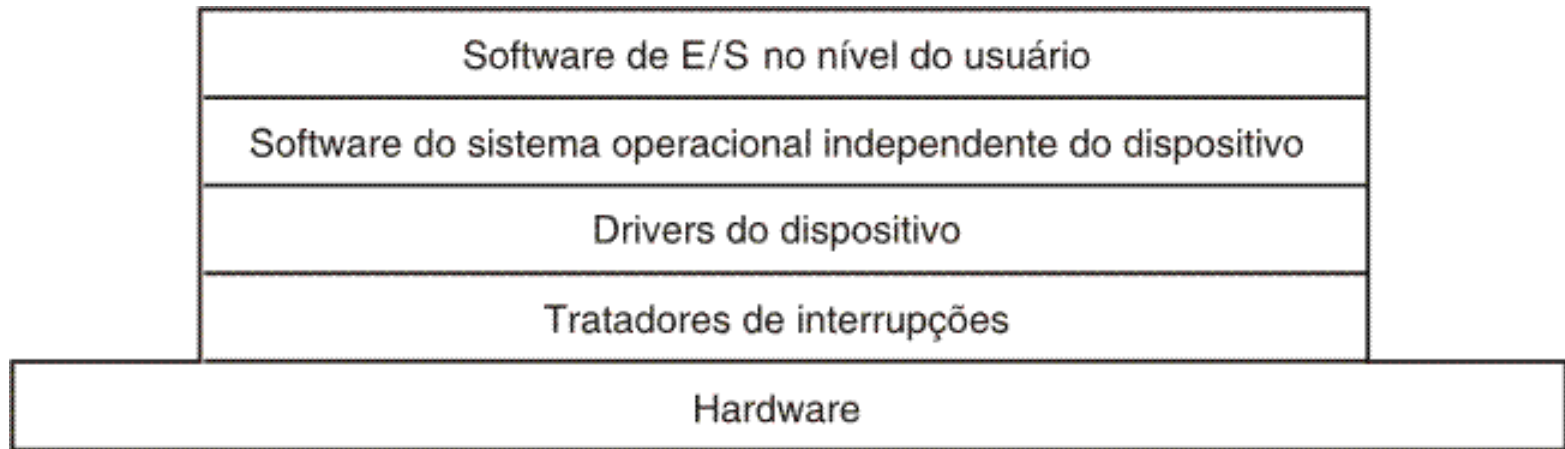 Software de E/S no nível do usuário
Software do sistema operacional independente do dispositivo
Drivers do dispositivo
Tratadores de interrupções
Hardware